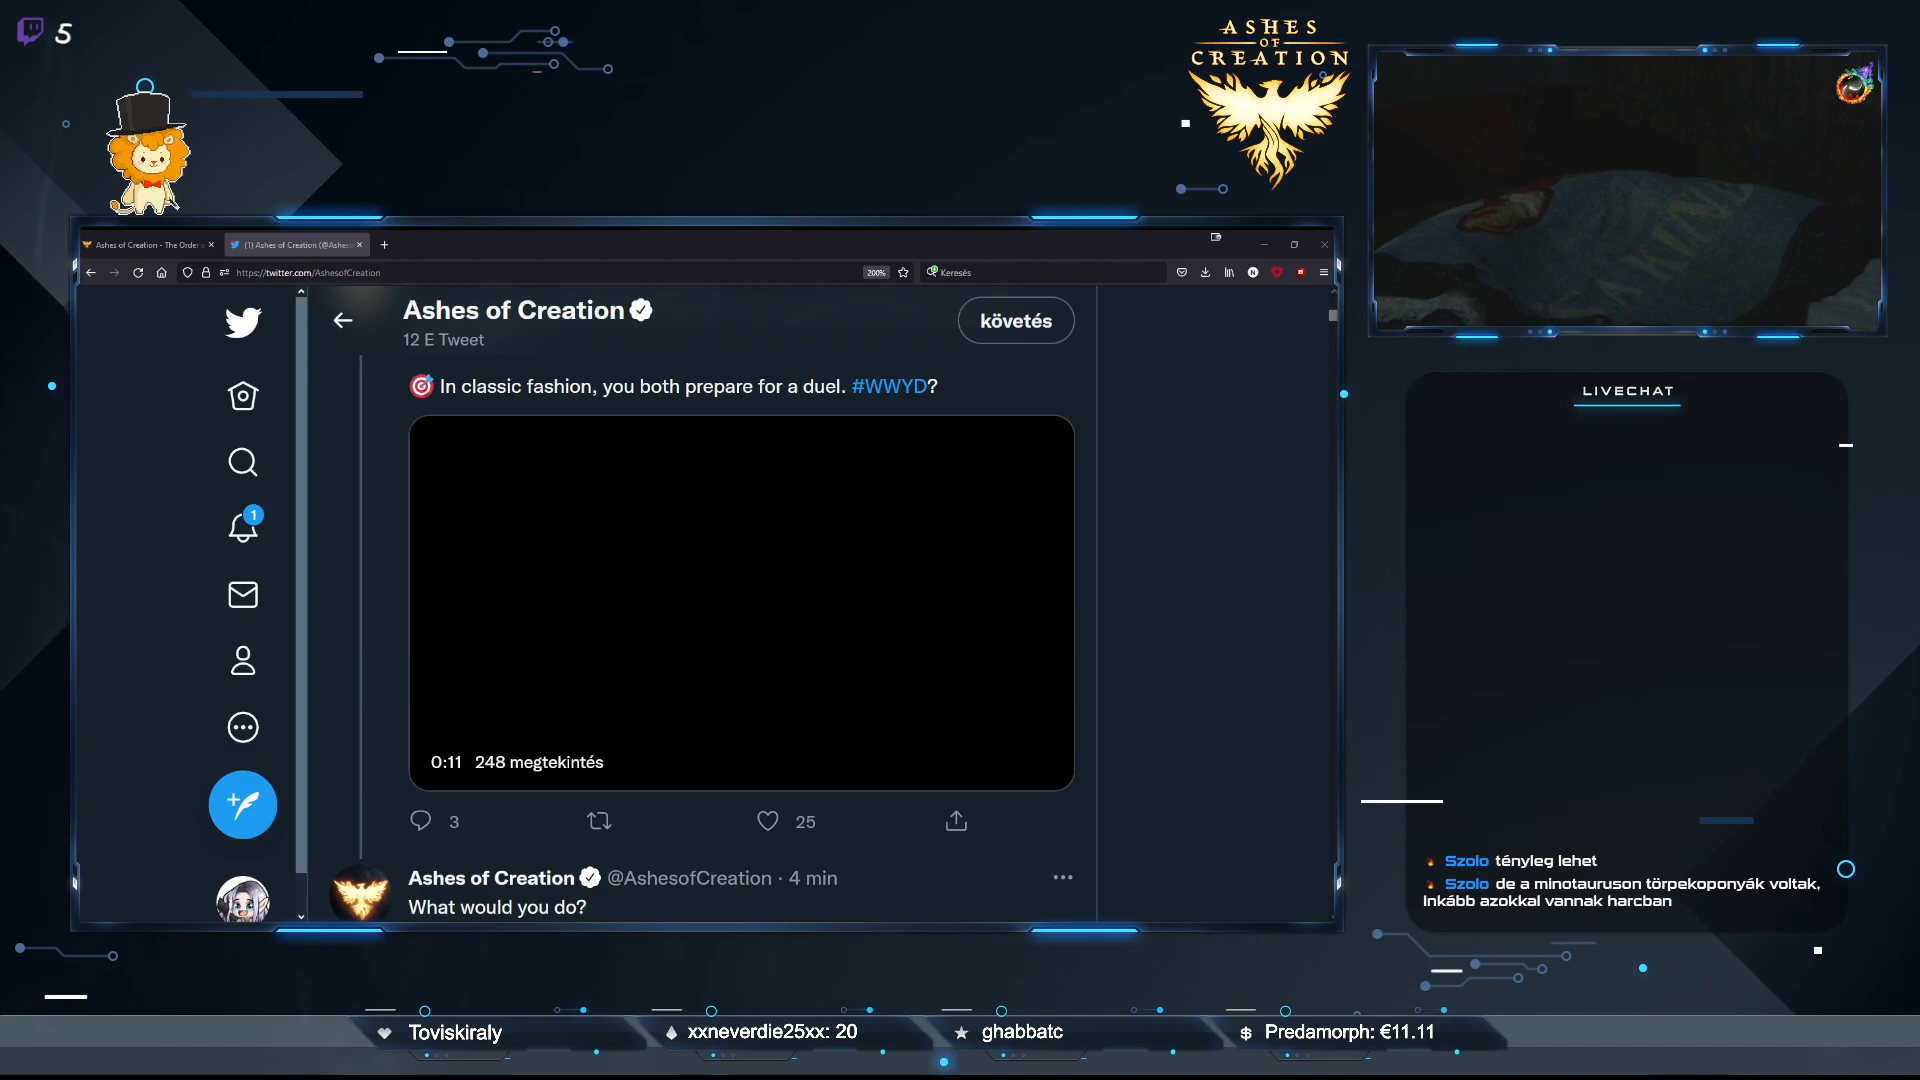 5
ASHES
OF
CREATION
Ashes of Creation - The Order o
(1) Ashes of Creation (@Ashes
https://twitter.com/AshesofCreation
200%
Keresés
Ashes of Creation
12 E Tweet
követés
In classic fashion, you both prepare for a duel. #WWYD?
1
0:11 248 megtekintés
3
25
Ashes of Creation @AshesofCreation · 4 min
What would you do?
LIVECHAT
Szolo tényleg lehet
Szolo de a minotauruson törpekoponyák voltak,
inkább azokkal vannak harcban
Toviskiraly
xxneverdie25xx: 20
ghabbatc
$ Predamorph: €11.11